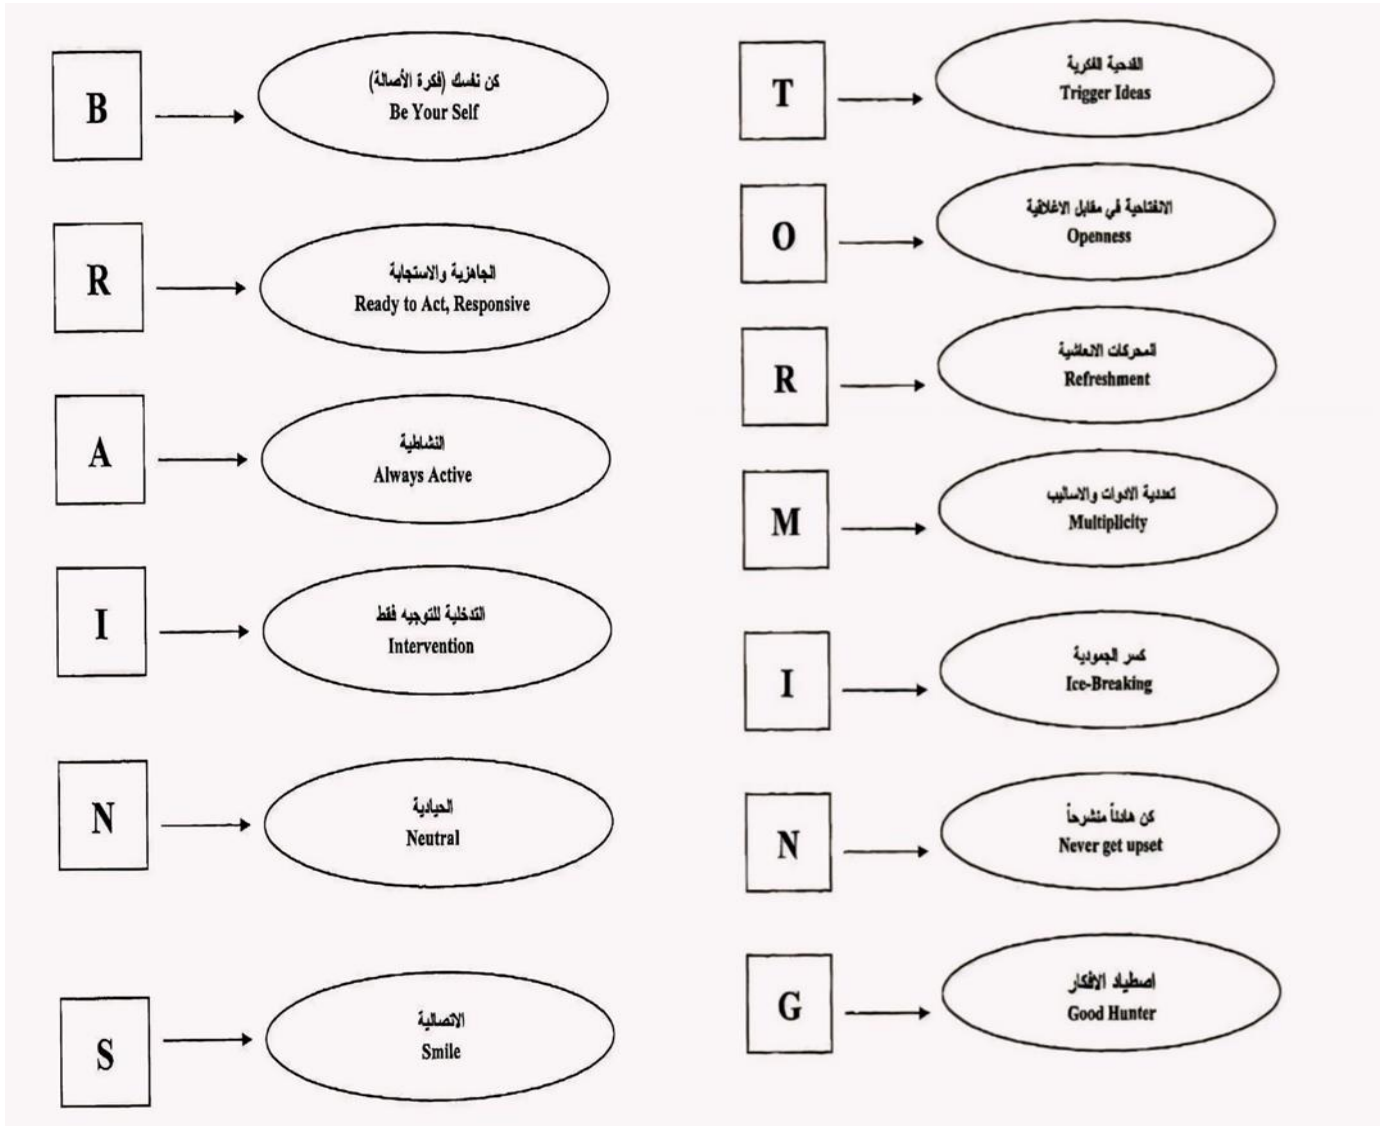 B
كن نفسك (فكرة الأصالة)
Be Your Self
R
الجاهزية والاستجابة
Ready to Act, Responsive
A
النشاطية
Always Active
I
التدخلية للتوجيه فقط
Intervention
N
الحيادية
Neutral
S
الاتصالية
Smile
T
القدحية الفكرية
Trigger Ideas
O
الانفتاحية في مقابل الاغلاقية
Openness
R
المحركات الانعاشية
Refreshment
M
تعددية الادوات والاساليب
Multiplicity
I
كسر الجمودية
Ice-Breaking
N
كن هادئاً منشرحاً
Never get upset
G
اصطياد الافكار
Good Hunter